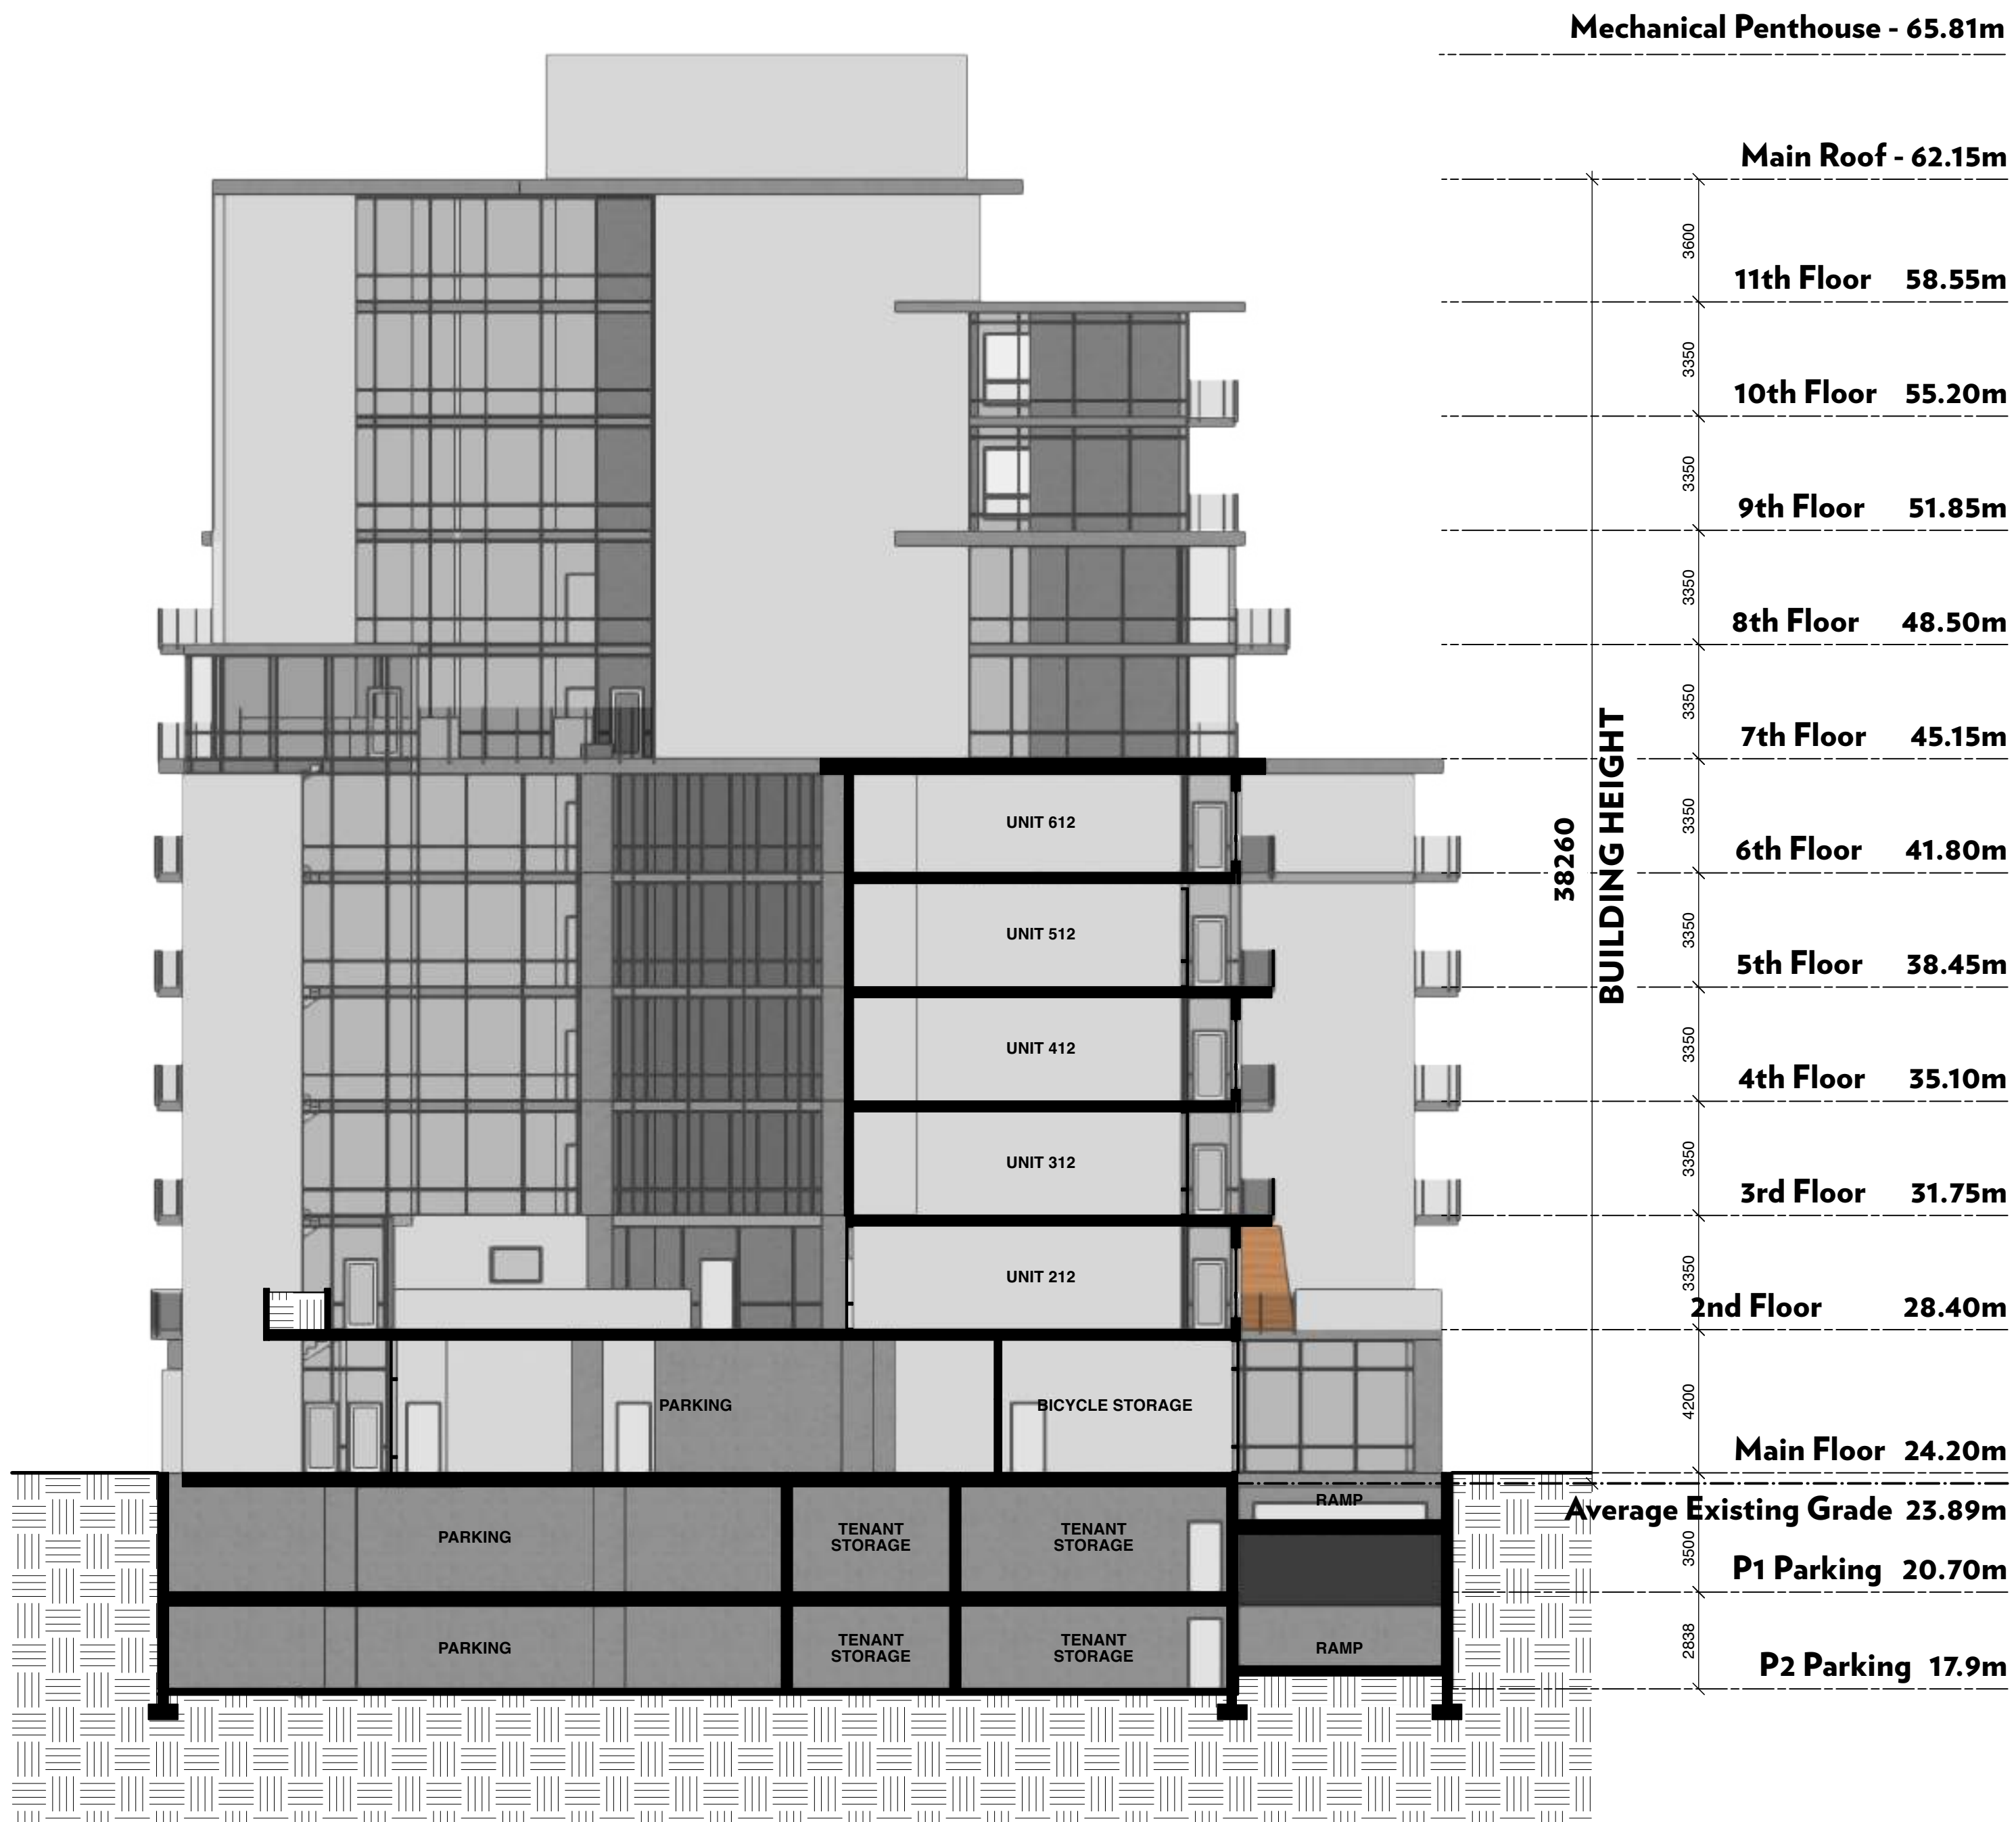 Mechanical Penthouse - 65.81m
Main Roof - 62.15m
3600
11th Floor 58.55m
3350
10th Floor 55.20m
3350
9th Floor 51.85m
3350
8th Floor 48.50m
3350
7th Floor 45.15m
UNIT 612
3350
6th Floor 41.80m
38260
BUILDING HEIGHT
UNIT 512
3350
5th Floor 38.45m
UNIT 412
3350
4th Floor 35.10m
UNIT 312
3350
3rd Floor 31.75m
UNIT 212
3350
2nd Floor 28.40m
PARKING
BICYCLE STORAGE
4200
Main Floor 24.20m
RAMP
Average Existing Grade 23.89m
PARKING
TENANT
STORAGE
TENANT
STORAGE
3500
P1 Parking 20.70m
PARKING
TENANT
STORAGE
TENANT
STORAGE
RAMP
2838
P2 Parking 17.9m